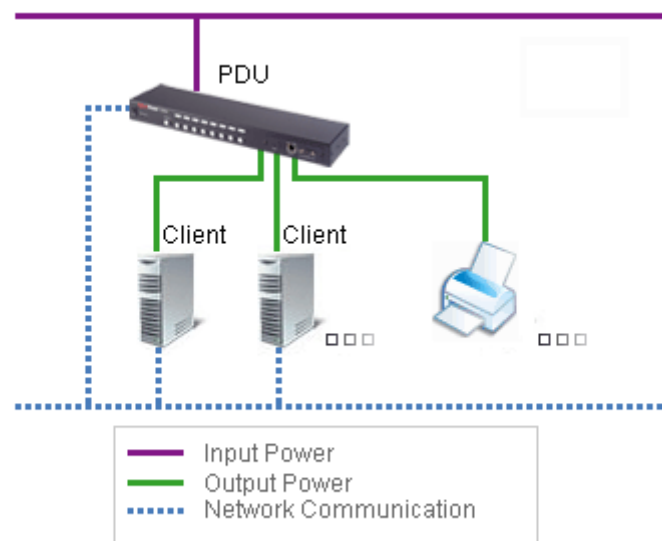 PDU
Client
Client
Input Power
Output Power
Network Communication